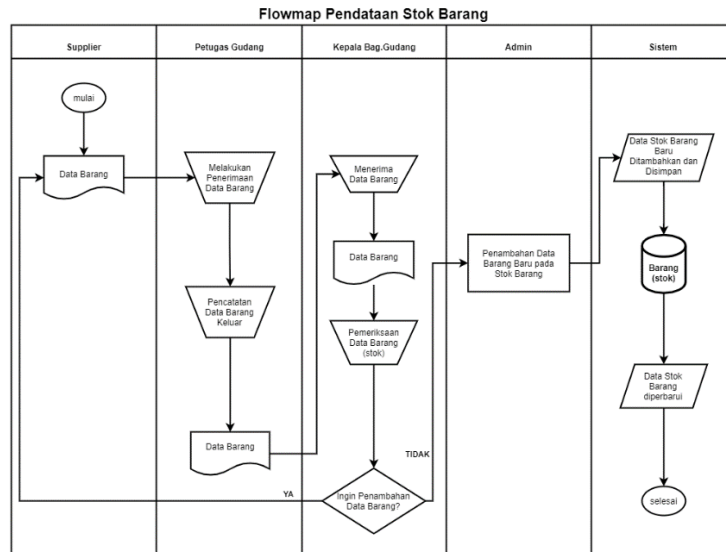 Flowmap Pendataan Stok Barang
Supplier
Petugas Gudang
Kepala Bag.Gudang
Admin
Sistem
mulai
Data Barang
Melakukan
Penerimaan
Data Barang
Pencatatan
Data Barang
Keluar
Data Barang
Menerima
Data Barang
Data Barang
Pemeriksaan
Data Barang
(stok)
Ingin Penambahan
Data Barang?
YA
TIDAK
Penambahan Data
Barang Baru pada
Stok Barang
Data Stok Barang
Baru
Ditambahkan dan
Disimpan
Barang
(stok)
Data Stok
Barang
diperbarui
selesai